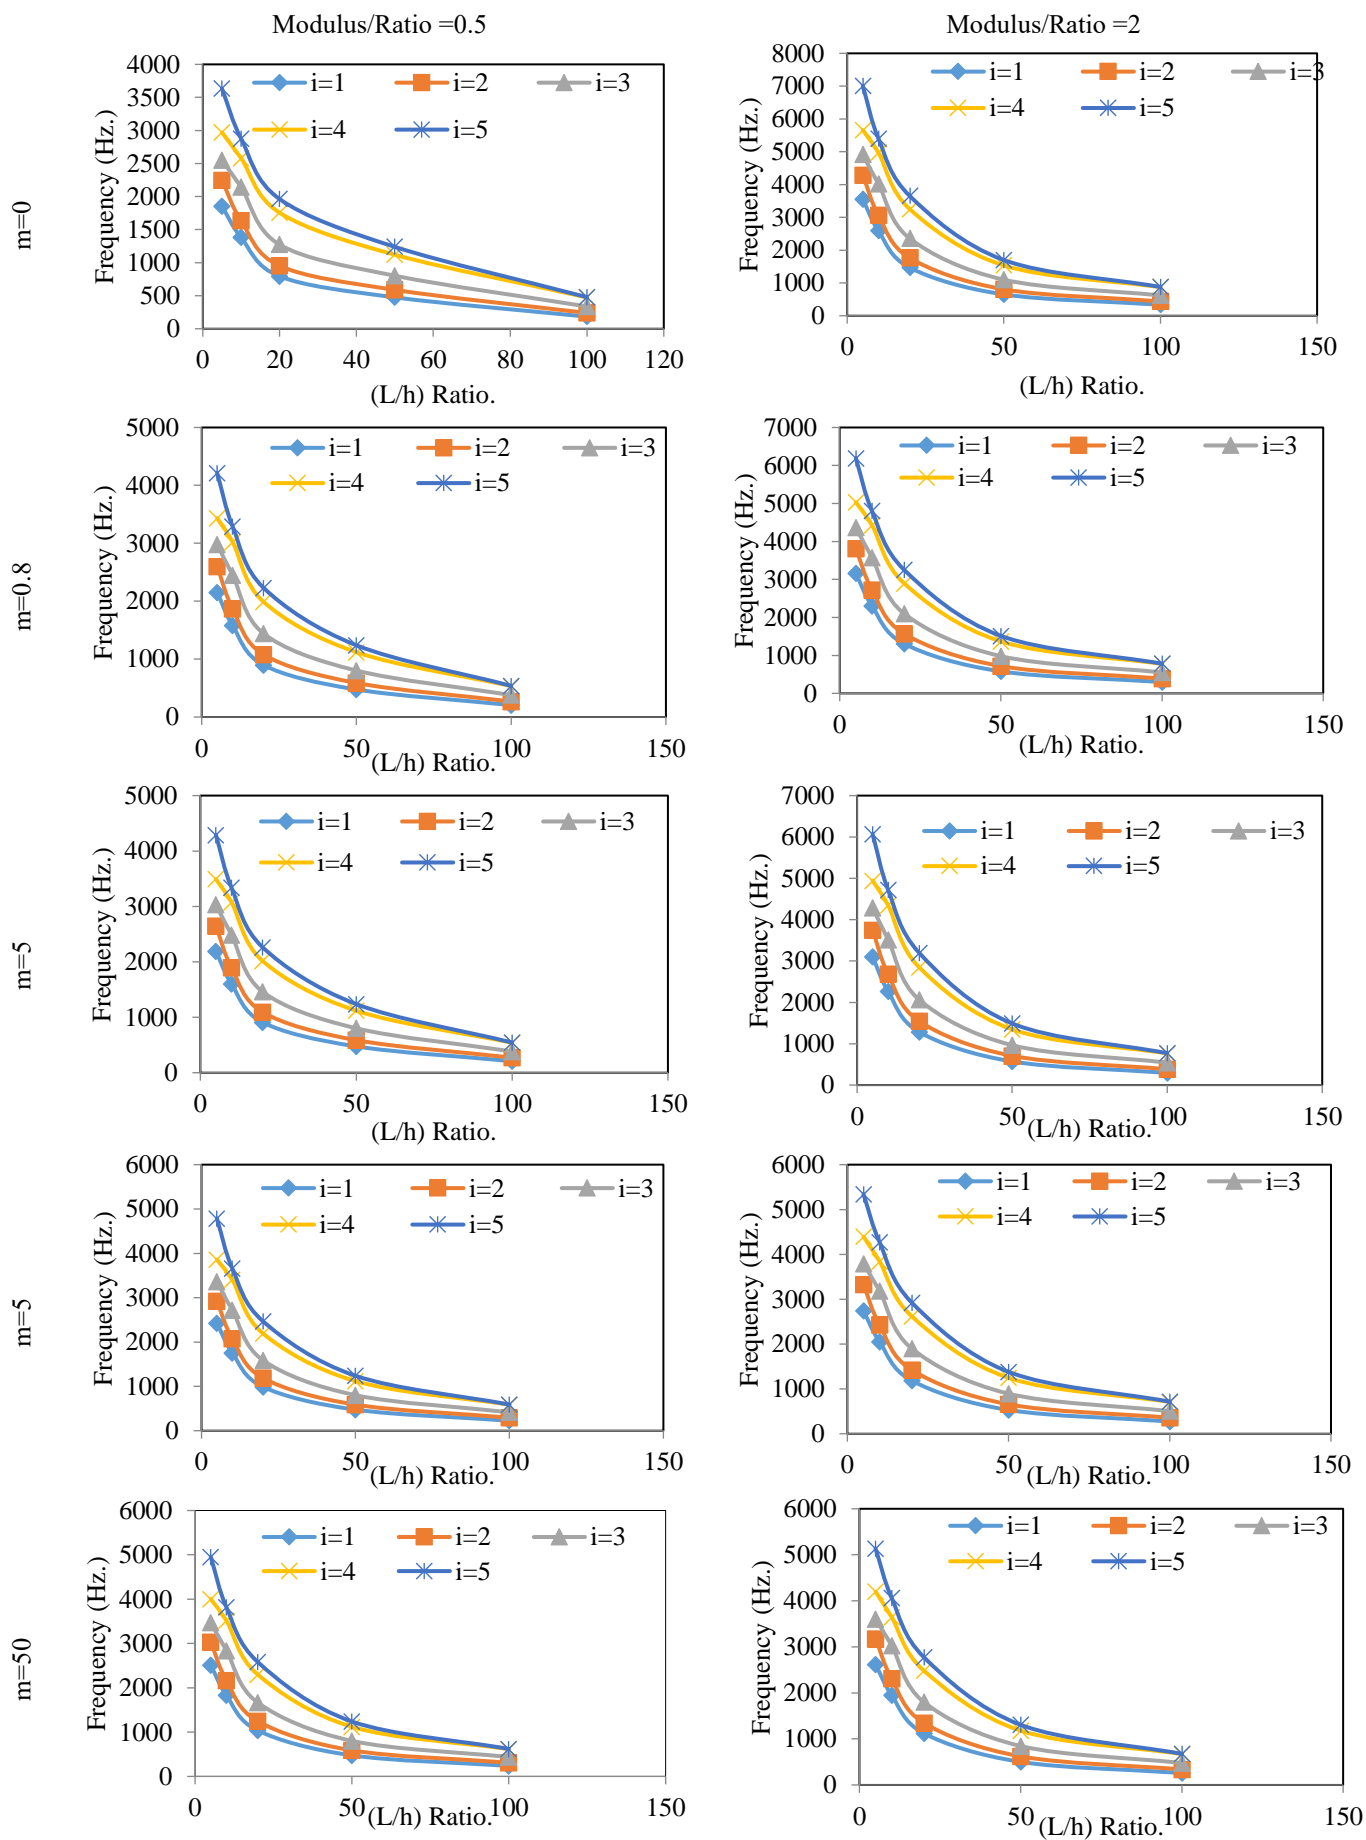 Modulus/Ratio =0.5
Modulus/Ratio =2
m=0
Frequency (Hz.)
4000
3500
3000
2500
2000
1500
1000
500
0
i=1 i=2 i=3
i=4 i=5
0 20 40 60 80 100 120
(L/h) Ratio.
Frequency (Hz.)
8000
7000
6000
5000
4000
3000
2000
1000
0
i=1 i=2 i=3
i=4 i=5
0 50 100 150
(L/h) Ratio.
m=0.8
Frequency (Hz.)
5000
4000
3000
2000
1000
0
i=1 i=2 i=3
i=4 i=5
0 50 100 150
(L/h) Ratio.
Frequency (Hz.)
7000
6000
5000
4000
3000
2000
1000
0
i=1 i=2 i=3
i=4 i=5
0 50 100 150
(L/h) Ratio.
m=5
Frequency (Hz.)
5000
4000
3000
2000
1000
0
i=1 i=2 i=3
i=4 i=5
0 50 100 150
(L/h) Ratio.
Frequency (Hz.)
7000
6000
5000
4000
3000
2000
1000
0
i=1 i=2 i=3
i=4 i=5
0 50 100 150
(L/h) Ratio.
m=5
Frequency (Hz.)
6000
5000
4000
3000
2000
1000
0
i=1 i=2 i=3
i=4 i=5
0 50 100 150
(L/h) Ratio.
Frequency (Hz.)
6000
5000
4000
3000
2000
1000
0
i=1 i=2 i=3
i=4 i=5
0 50 100 150
(L/h) Ratio.
m=50
Frequency (Hz.)
6000
5000
4000
3000
2000
1000
0
i=1 i=2 i=3
i=4 i=5
0 50 100 150
(L/h) Ratio.
Frequency (Hz.)
6000
5000
4000
3000
2000
1000
0
i=1 i=2 i=3
i=4 i=5
0 50 100 150
(L/h) Ratio.